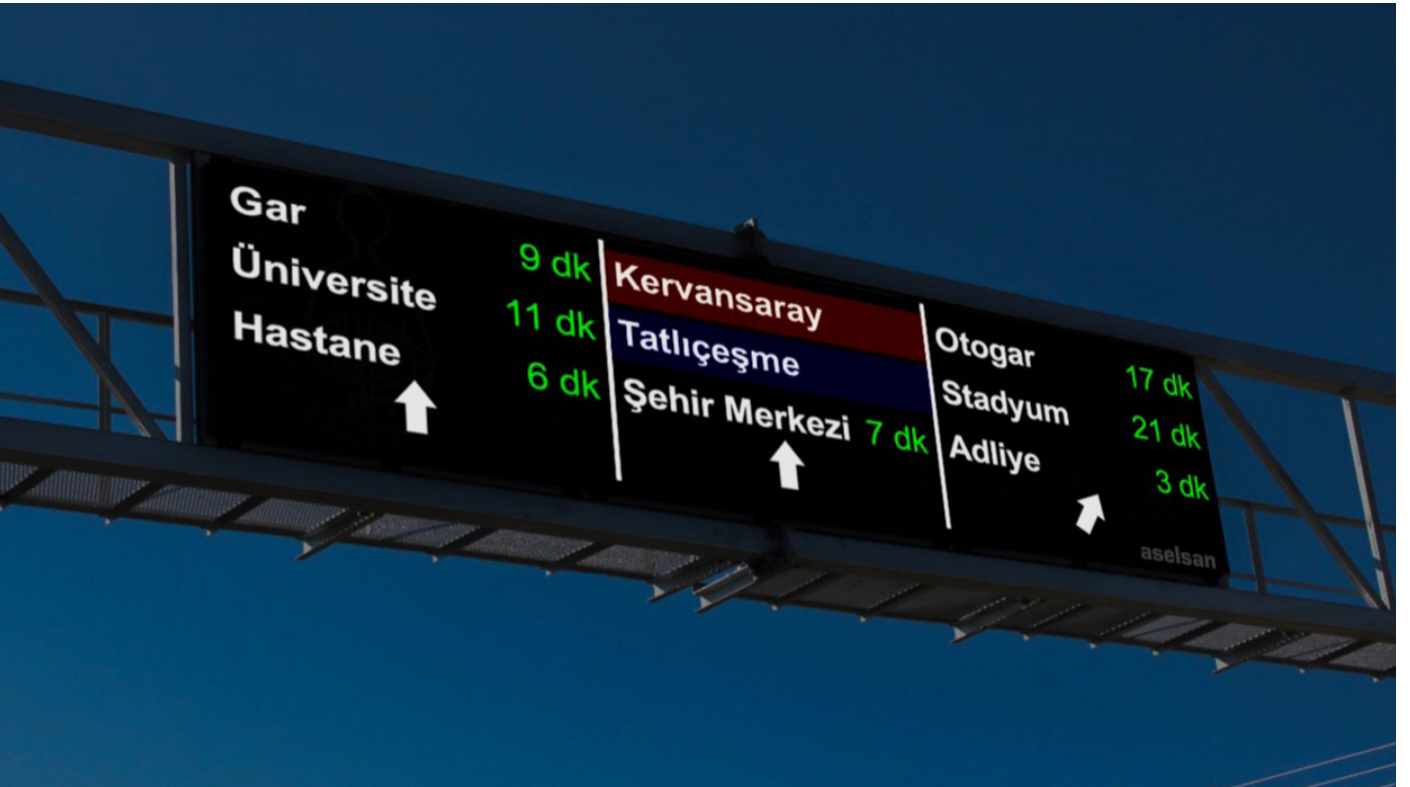 Gar 9 dk
Üniversite 11 dk
Hastane 6 dk
Kervansaray
Tatlıçeşme
Şehir Merkezi 7 dk
Otogar 17 dk
Stadyum 21 dk
Adliye 3 dk
aselsan